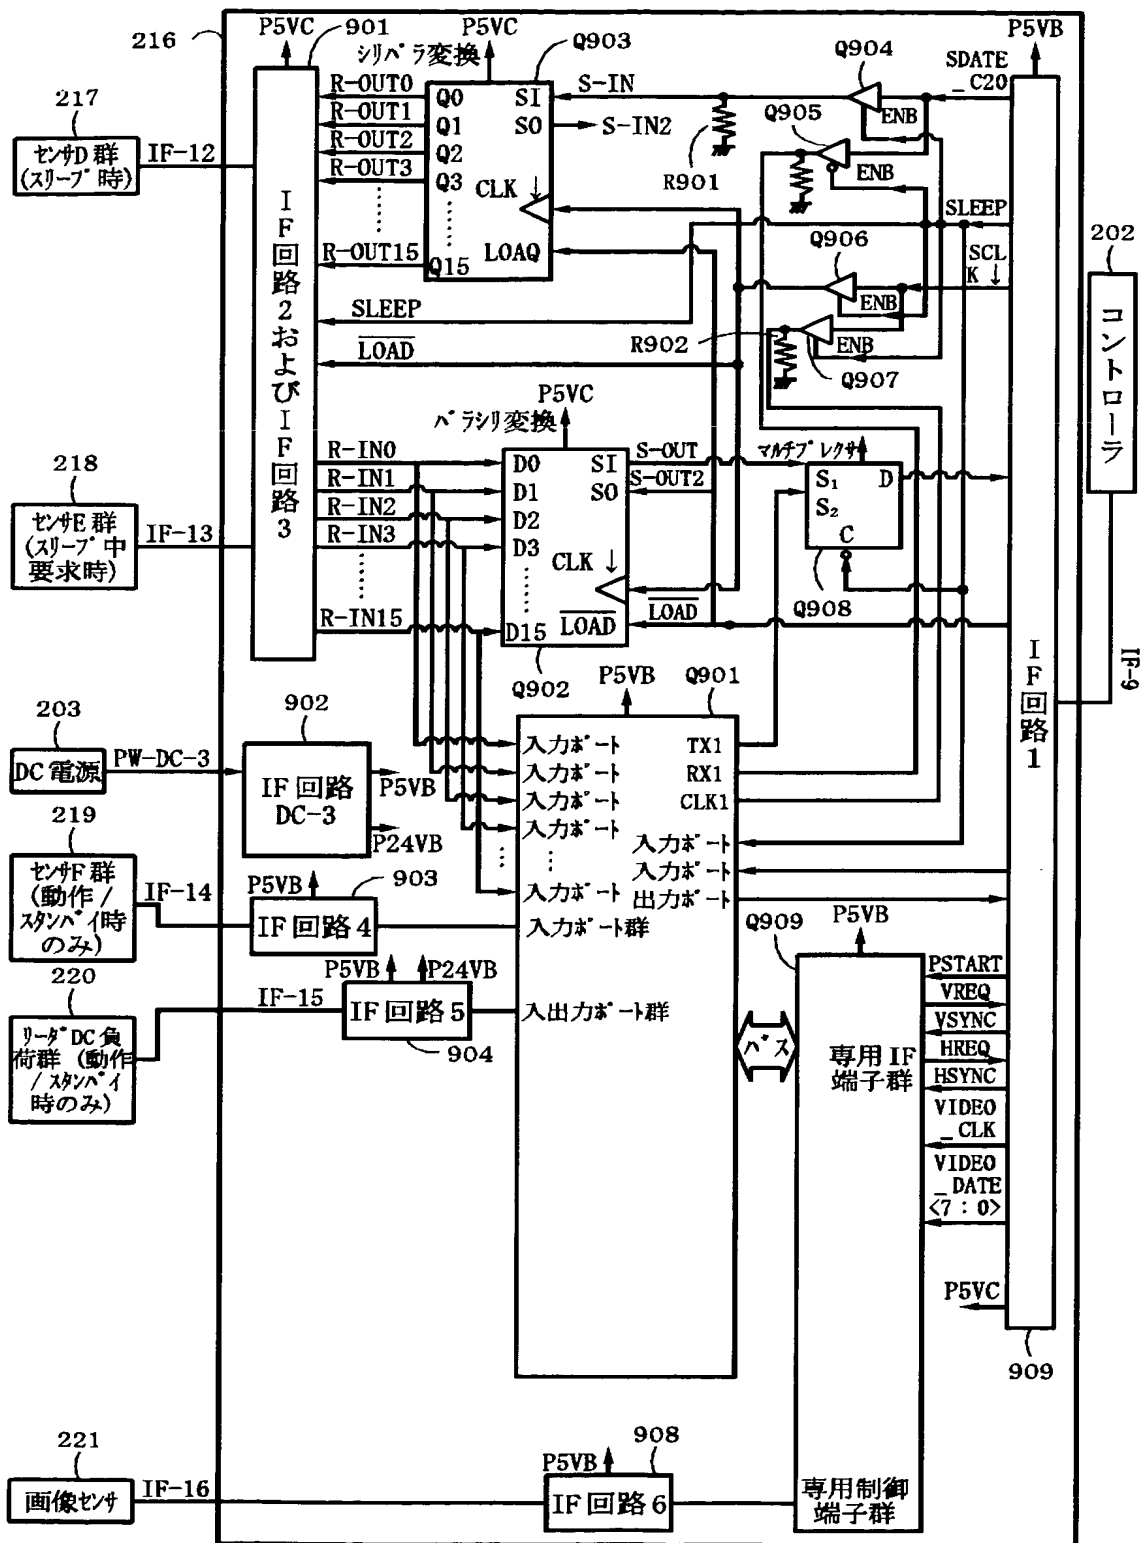 216
P5VC
901
シリパラ変換
P5VC
Q903
Q904
P5VB
SDATE
_C20
217
センサD 群
(スリープ時)
IF-12
R-OUT0
R-OUT1
R-OUT2
R-OUT3
R-OUT15
Q0
Q1
Q2
Q3
Q15
SI
SO
CLK ↓
LOAQ
S-IN
S-IN2
R901
ENB
Q905
ENB
SLEEP
Q906
SCL
K ↓
ENB
202
コントローラ
SLEEP
LOAD
R902
ENB
Q907
IF回路2およびIF回路3
P5VC
パラシリ変換
マルチプレクサ
218
センサE 群
(スリープ中
要求時)
IF-13
R-IN0
R-IN1
R-IN2
R-IN3
R-IN15
D0
D1
D2
D3
D15
SI
SO
CLK ↓
LOAD
S-OUT
S-OUT2
S1
S2
D
C
Q908
LOAD
Q902
P5VB
Q901
IF回路1
IF-9
203
DC電源
PW-DC-3
902
IF回路
DC-3
P5VB
P24VB
入力ポート
入力ポート
入力ポート
入力ポート
入力ポート
入力ポート群
入出力ポート群
TX1
RX1
CLK1
入力ポート
入力ポート
出力ポート
219
センサF 群
(動作/
スタンバイ時
のみ)
IF-14
P5VB
903
IF回路4
Q909
P5VB
220
リーダDC負
荷群 (動作
/スタンバイ
時のみ)
IF-15
P5VB
P24VB
IF回路5
904
バス
専用IF
端子群
PSTART
VREQ
VSYNC
HREQ
HSYNC
VIDEO
_CLK
VIDEO
_DATE
<7:0>
P5VC
909
221
画像センサ
IF-16
P5VB
908
IF回路6
専用制御
端子群